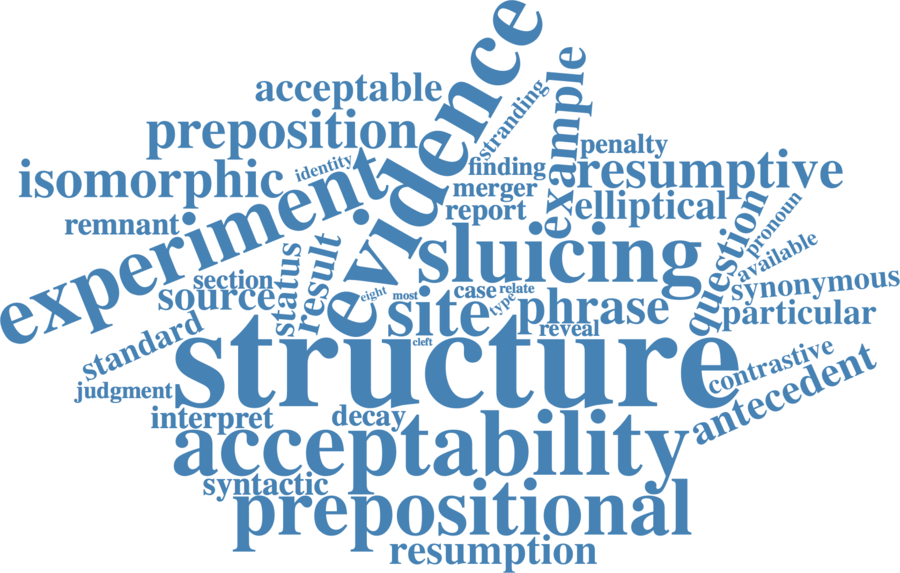 evidence
acceptable
stranding
example
preposition
penalty
identity
finding
isomorphic
resumptive
merger
experiment
remnant
report
elliptical
question
pronoun
sluicing
available
section
status
result
source
eight
most
case
relate
type
synonymous
site
phrase
particular
standard
reveal
structure
cleft
contrastive
judgment
antecedent
interpret
decay
acceptability
syntactic
prepositional
resumption